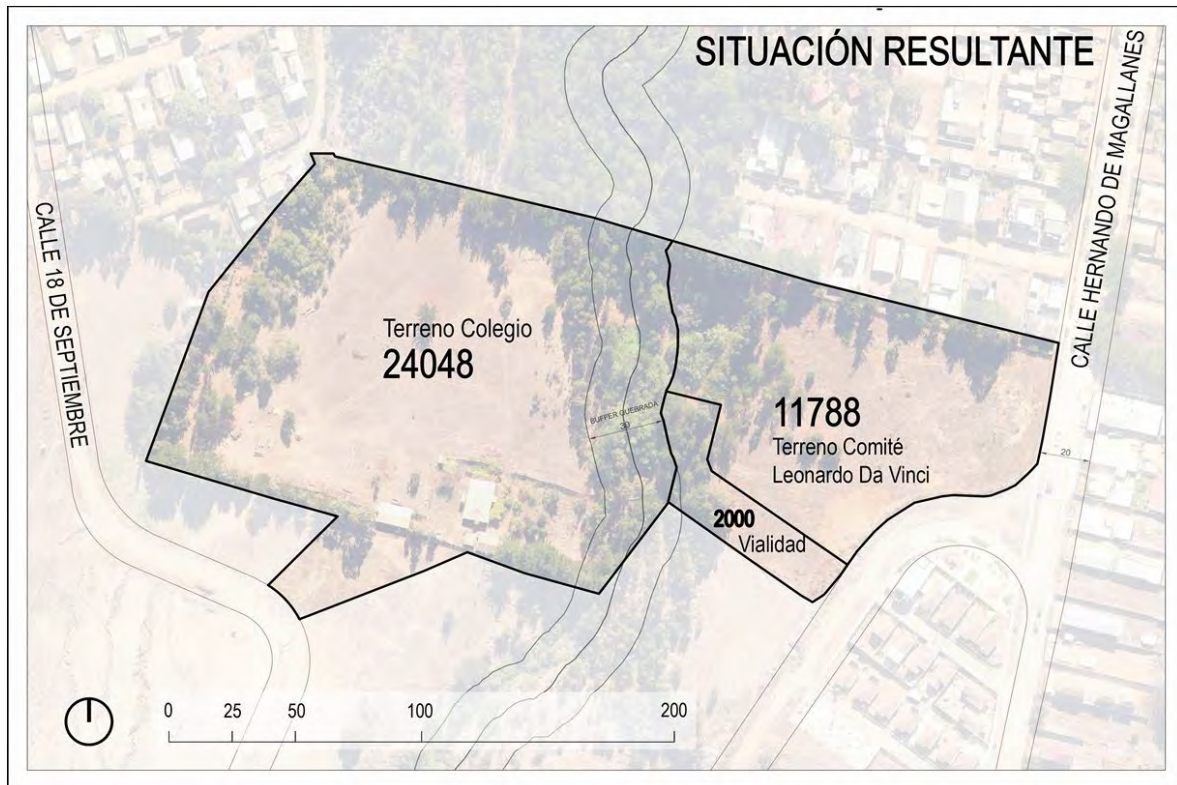 SITUACIÓN RESULTANTE
CALLE HERNANDO DE MAGALLANES
CALLE 18 DE SEPTIEMBRE
Terreno Colegio
24048
BUFFER QUEBRADA
30
11788
Terreno Comité
Leonardo Da Vinci
20
2000
Vialidad
0 25 50 100 200